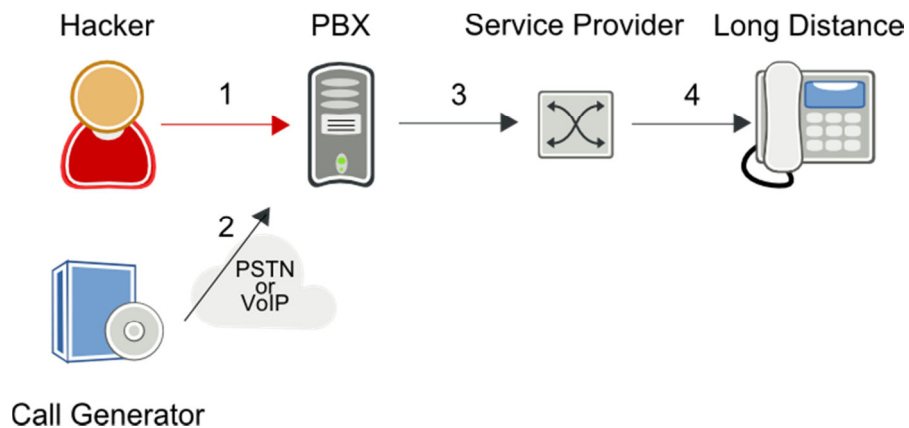 Hacker
PBX
Service Provider
Long Distance
1
3
4
2
PSTN
or
VoIP
Call Generator